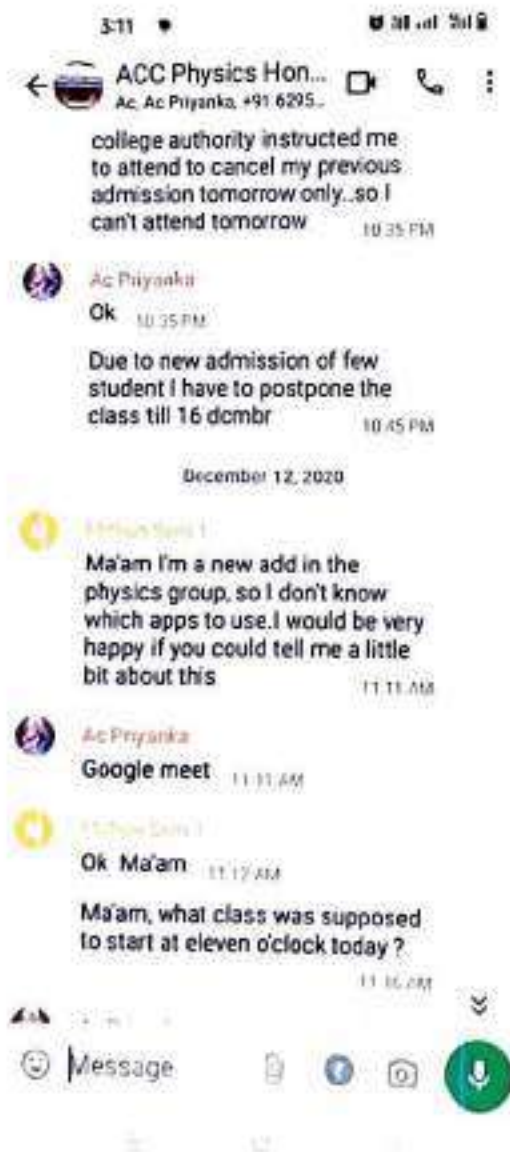 3:11
ACC Physics Hon...
Ac, Ac Priyanka, +91 6295...
college authority instructed me
to attend to cancel my previous
admission tomorrow only..so I
can't attend tomorrow 10:35 PM
Ac Priyanka
Ok 10:35 PM
Due to new admission of few
student I have to postpone the
class till 16 dcmbr 10:45 PM
December 12, 2020
Ma'am I'm a new add in the
physics group, so I don't know
which apps to use.I would be very
happy if you could tell me a little
bit about this 11:11 AM
Ac Priyanka
Google meet 11:11 AM
Ok Ma'am 11:12 AM
Ma'am, what class was supposed
to start at eleven o'clock today ?
11:16 AM
Message